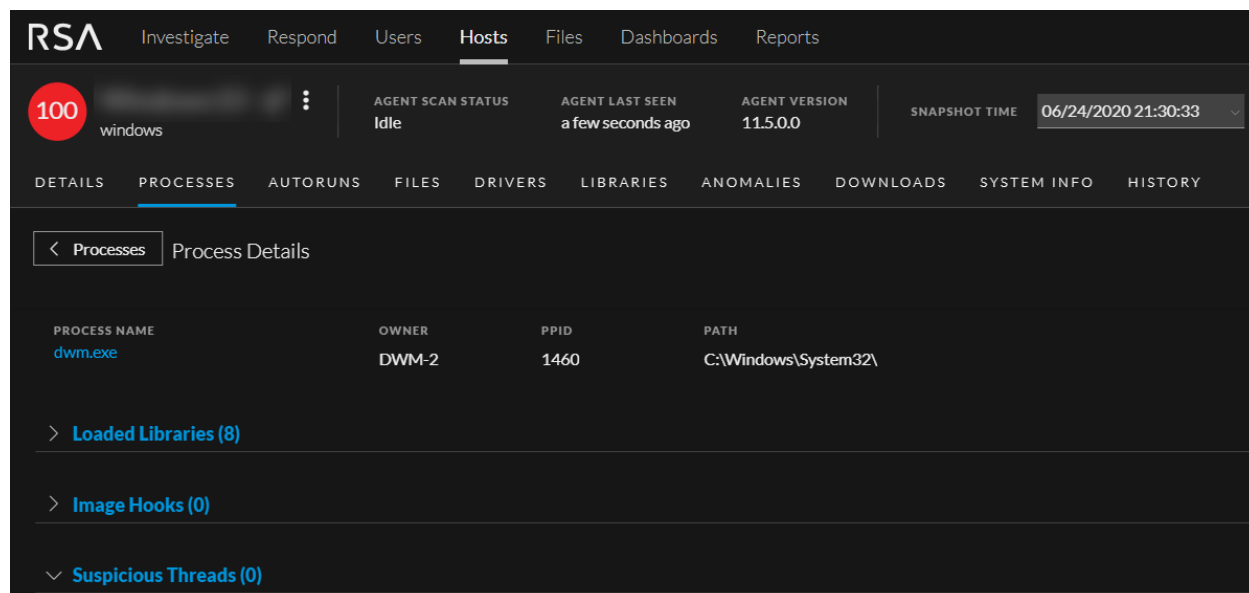 RSA Investigate Respond Users Hosts Files Dashboards Reports
100 windows
AGENT SCAN STATUS AGENT LAST SEEN AGENT VERSION SNAPSHOT TIME 06/24/2020 21:30:33
Idle a few seconds ago 11.5.0.0
DETAILS PROCESSES AUTORUNS FILES DRIVERS LIBRARIES ANOMALIES DOWNLOADS SYSTEM INFO HISTORY
Processes Process Details
PROCESS NAME OWNER PPID PATH
dwm.exe DWM-2 1460 C:\Windows\System32\
Loaded Libraries (8)
Image Hooks (0)
Suspicious Threads (0)